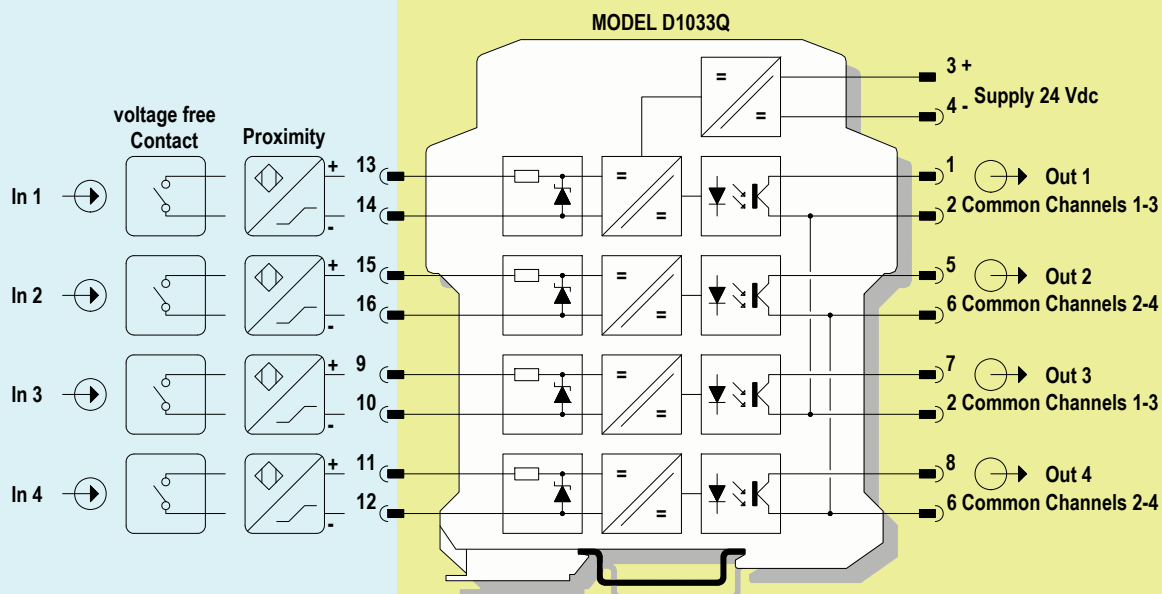 MODEL D1033Q
3 +
4 - Supply 24 Vdc
voltage free
Contact
Proximity
In 1
+ 13
14
-
=
=
=
=
1 Out 1
2 Common Channels 1-3
In 2
+ 15
16
-
=
=
5 Out 2
6 Common Channels 2-4
In 3
+ 9
10
-
=
=
7 Out 3
2 Common Channels 1-3
In 4
+ 11
12
-
=
=
8 Out 4
6 Common Channels 2-4